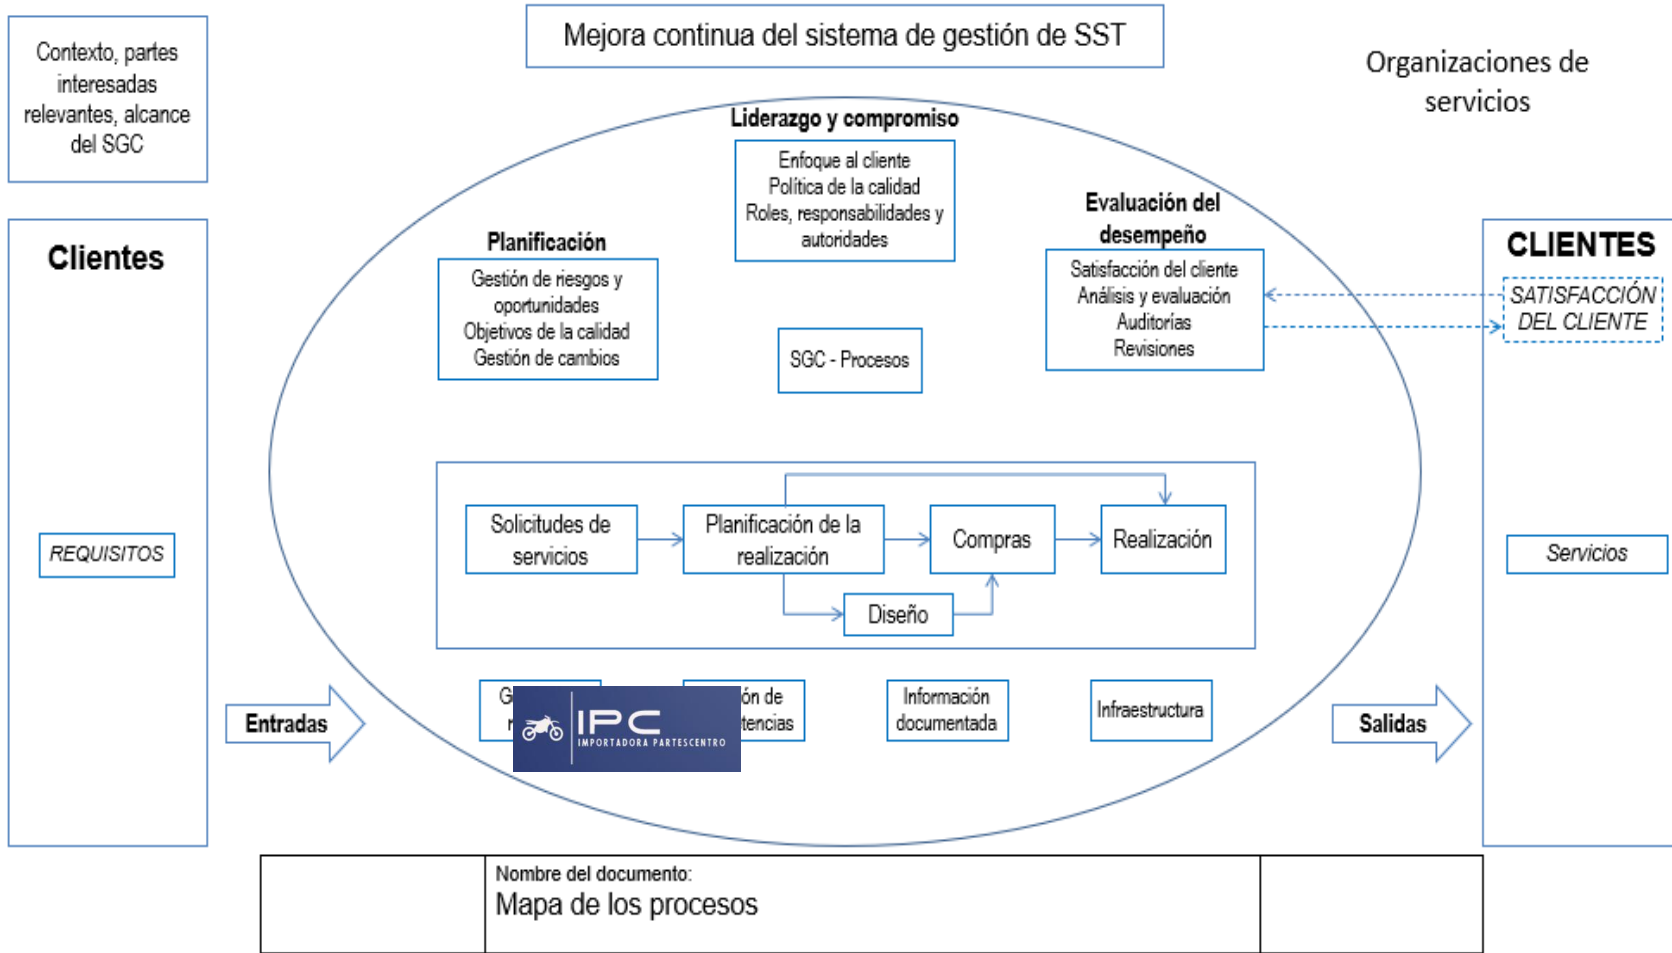 Contexto, partes
interesadas
relevantes, alcance
del SGC
Mejora continua del sistema de gestión de SST
Organizaciones de
servicios
Clientes
REQUISITOS
Entradas
Liderazgo y compromiso
Enfoque al cliente
Política de la calidad
Roles, responsabilidades y
autoridades
Planificación
Gestión de riesgos y
oportunidades
Objetivos de la calidad
Gestión de cambios
SGC - Procesos
Evaluación del
desempeño
Satisfacción del cliente
Análisis y evaluación
Auditorías
Revisiones
Solicitudes de
servicios
Planificación de la
realización
Compras
Realización
Diseño
IPC
IMPORTADORA PARTESCENTRO
ón de
tencias
Información
documentada
Infraestructura
Salidas
CLIENTES
SATISFACCIÓN
DEL CLIENTE
Servicios
Nombre del documento:
Mapa de los procesos